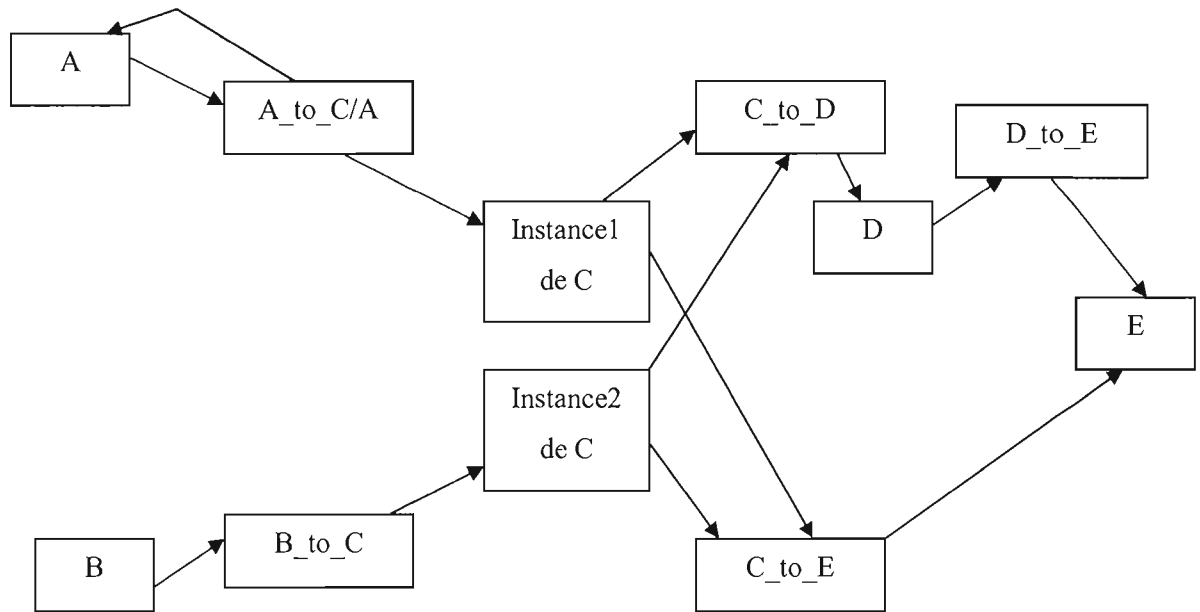 A
A_to_C/A
C_to_D
D_to_E
Instance1
de C
D
E
Instance2
de C
B
B_to_C
C_to_E